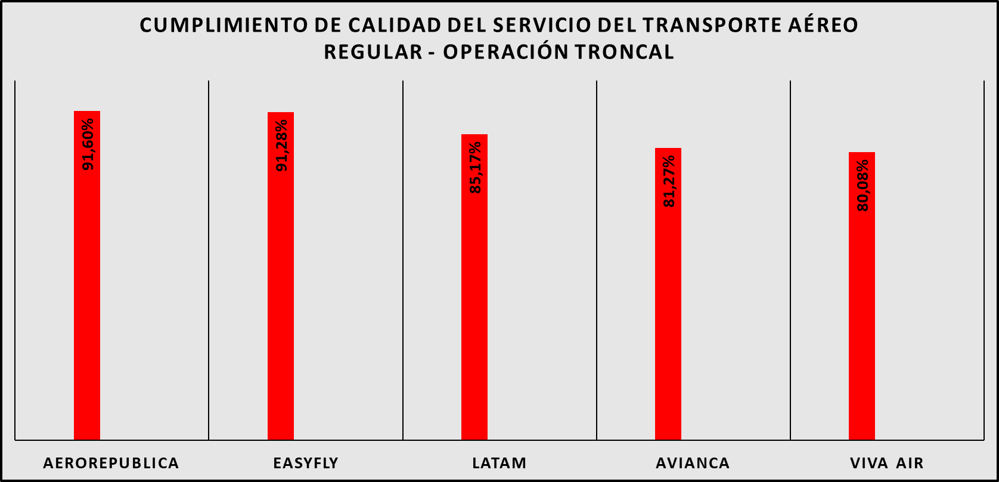 CUMPLIMIENTO DE CALIDAD DEL SERVICIO DEL TRANSPORTE AÉREO
REGULAR - OPERACIÓN TRONCAL
91,60%
91,28%
85,17%
81,27%
80,08%
AEROREPUBLICA
EASYFLY
LATAM
AVIANCA
VIVA AIR